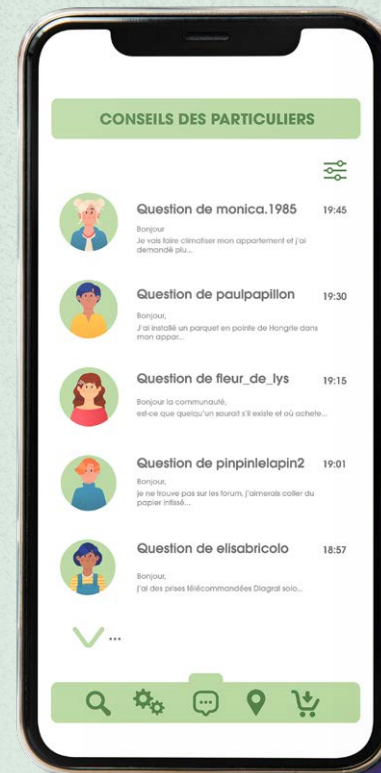 CONSEILS DES PARTICULIERS
Question de monica.1985 19:45
Bonjour
Je vais faire climatiser mon appartement et j'ai
demandé plu...
Question de paulpapillon 19:30
Bonjour,
J'ai installé un parquet en pointe de Hongrie dans
mon appar...
Question de fleur_de_lys 19:15
Bonjour la communauté,
est-ce que quelqu'un saurait s'il existe et où achete...
Question de pinpinlelapin2 19:01
Bonjour,
je ne trouve pas sur les forum, j'aimerais coller du
papier intissé...
Question de elisabricolo 18:57
Bonjour,
j'ai des prises télécommandées Diagral solo...
...